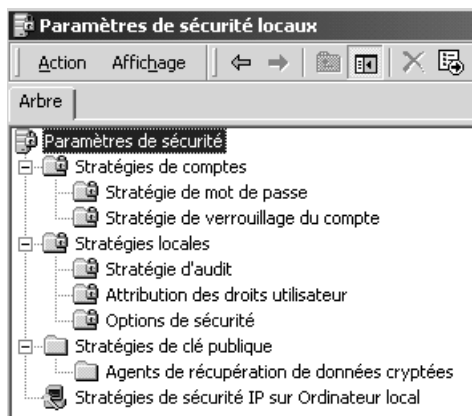 Paramètres de sécurité locaux
Action Affichage
Arbre
Paramètres de sécurité
Stratégies de comptes
Stratégie de mot de passe
Stratégie de verrouillage du compte
Stratégies locales
Stratégie d'audit
Attribution des droits utilisateur
Options de sécurité
Stratégies de clé publique
Agents de récupération de données cryptées
Stratégies de sécurité IP sur Ordinateur local